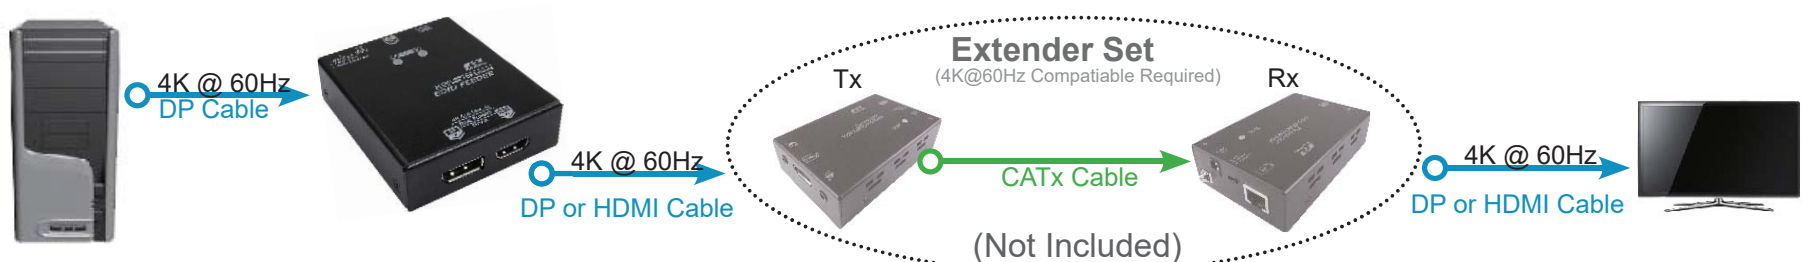 4K @ 60Hz
DP Cable
4K @ 60Hz
DP or HDMI Cable
Extender Set
(4K@60Hz Compatiable Required)
Tx
Rx
CATx Cable
(Not Included)
4K @ 60Hz
DP or HDMI Cable